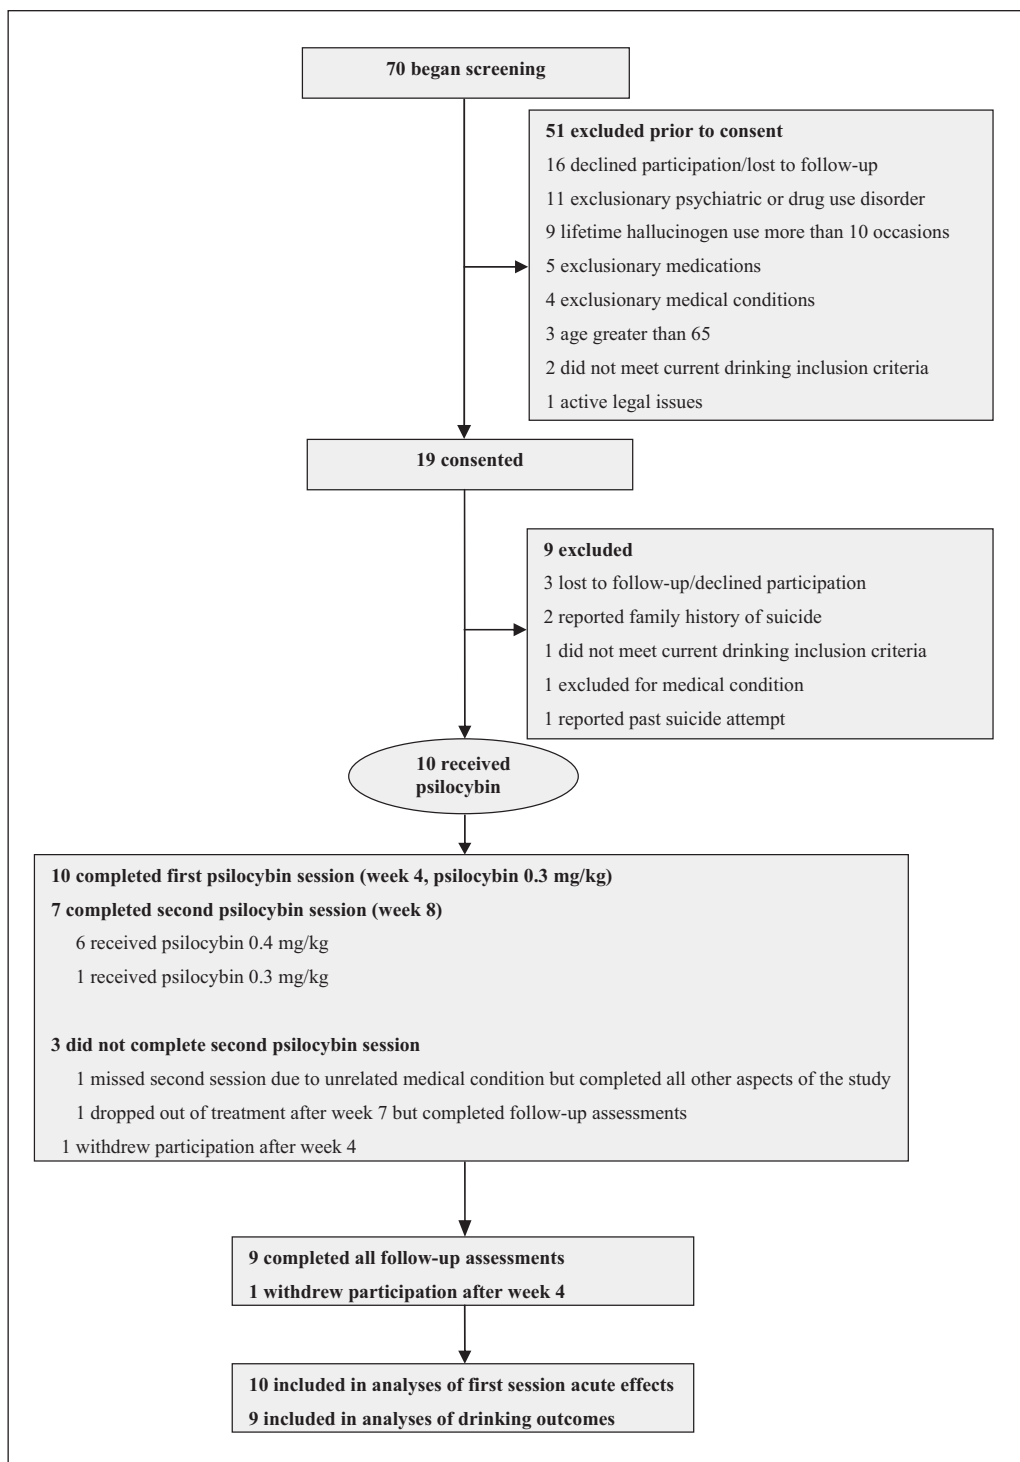 70 began screening
51 excluded prior to consent
16 declined participation/lost to follow-up
11 exclusionary psychiatric or drug use disorder
9 lifetime hallucinogen use more than 10 occasions
5 exclusionary medications
4 exclusionary medical conditions
3 age greater than 65
2 did not meet current drinking inclusion criteria
1 active legal issues
19 consented
9 excluded
3 lost to follow-up/declined participation
2 reported family history of suicide
1 did not meet current drinking inclusion criteria
1 excluded for medical condition
1 reported past suicide attempt
10 received
psilocybin
10 completed first psilocybin session (week 4, psilocybin 0.3 mg/kg)
7 completed second psilocybin session (week 8)
6 received psilocybin 0.4 mg/kg
1 received psilocybin 0.3 mg/kg
3 did not complete second psilocybin session
1 missed second session due to unrelated medical condition but completed all other aspects of the study
1 dropped out of treatment after week 7 but completed follow-up assessments
1 withdrew participation after week 4
9 completed all follow-up assessments
1 withdrew participation after week 4
10 included in analyses of first session acute effects
9 included in analyses of drinking outcomes